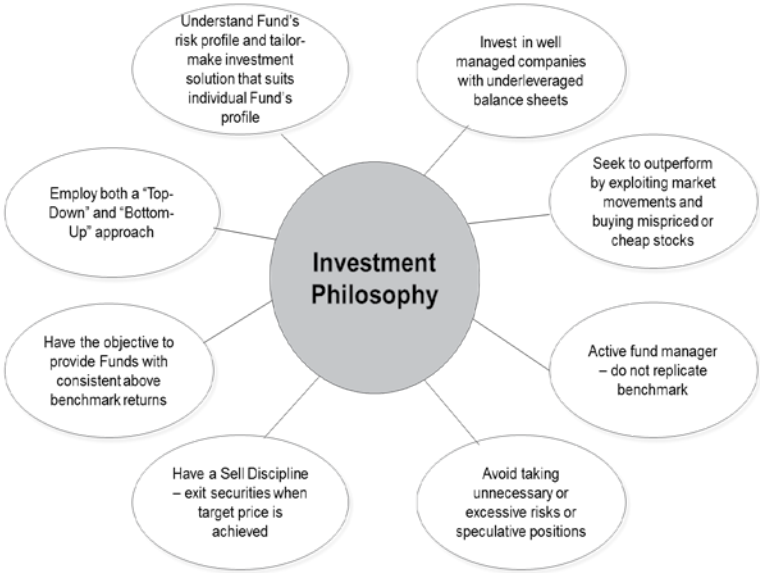 Understand Fund's
risk profile and tailor-
make investment
solution that suits
individual Fund's
profile
Invest in well
managed companies
with underleveraged
balance sheets
Employ both a “Top-
Down” and “Bottom-
Up” approach
Seek to outperform
by exploiting market
movements and
buying mispriced or
cheap stocks
Investment
Philosophy
Have the objective to
provide Funds with
consistent above
benchmark returns
Active fund manager
– do not replicate
benchmark
Have a Sell Discipline
– exit securities when
target price is
achieved
Avoid taking
unnecessary or
excessive risks or
speculative positions